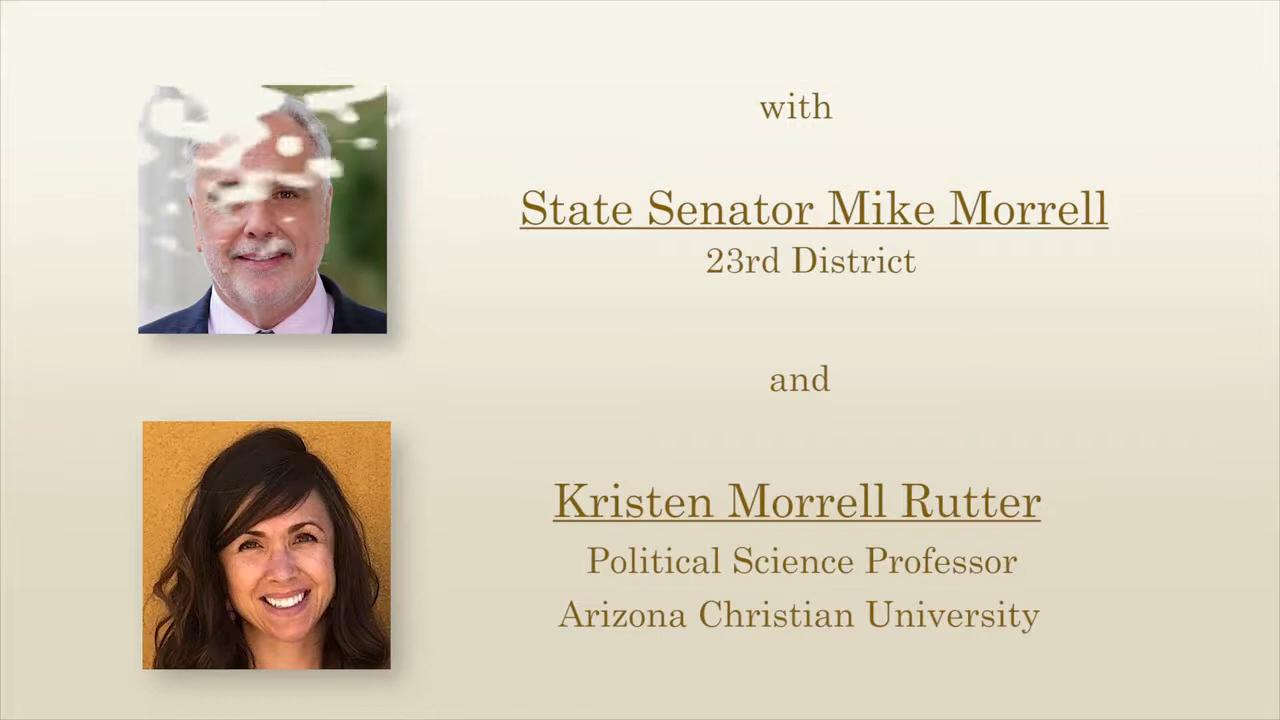 with
State Senator Mike Morrell
23rd District
and
Kristen Morrell Rutter
Political Science Professor
Arizona Christian University